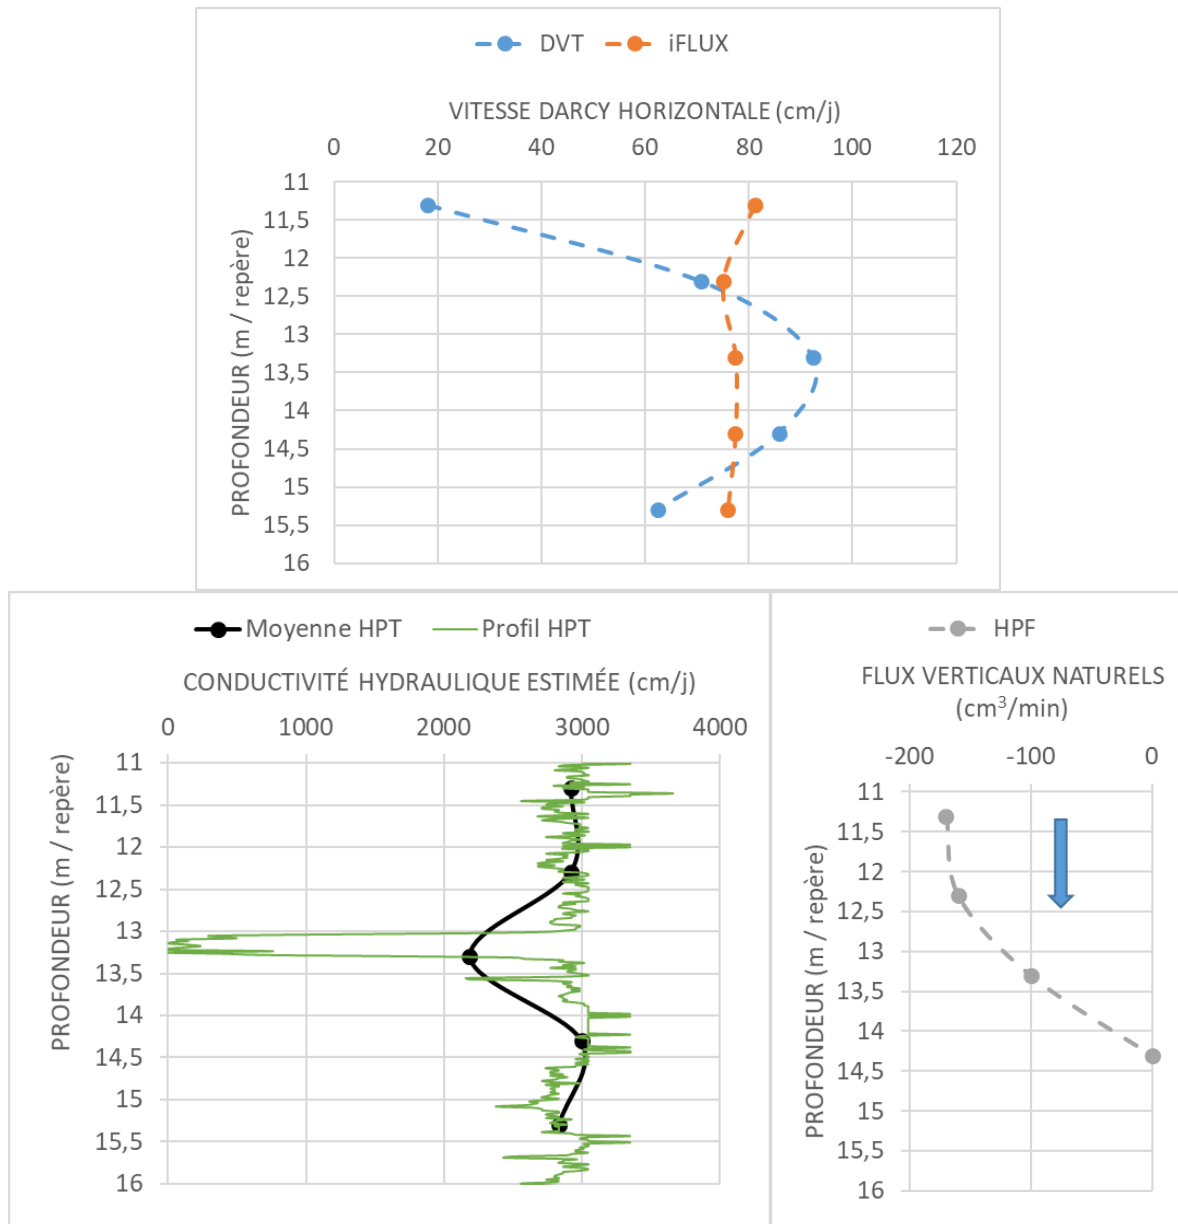 DVT iFLUX
VITESSE DARCY HORIZONTALE (cm/j)
0 20 40 60 80 100 120
PROFONDEUR (m / repère)
11
11,5
12
12,5
13
13,5
14
14,5
15
15,5
16
Moyenne HPT Profil HPT
CONDUCTIVITÉ HYDRAULIQUE ESTIMÉE (cm/j)
0 1000 2000 3000 4000
PROFONDEUR (m / repère)
11
11,5
12
12,5
13
13,5
14
14,5
15
15,5
16
HPF
FLUX VERTICAUX NATURELS
(cm³/min)
-200 -100 0
PROFONDEUR (m / repère)
11
11,5
12
12,5
13
13,5
14
14,5
15
15,5
16